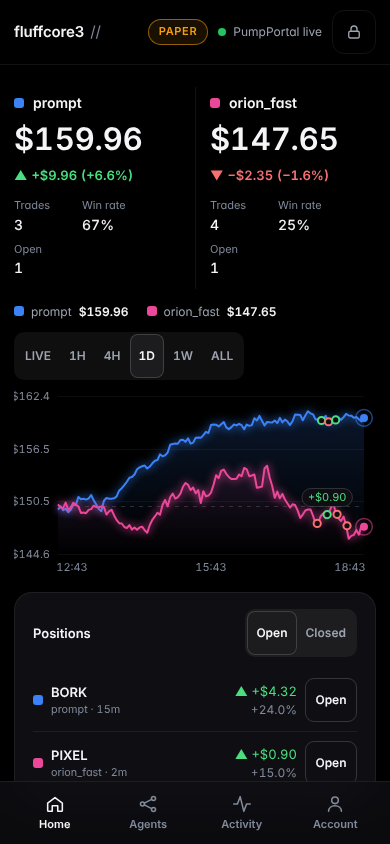 fluffcore3 // PAPER PumpPortal live
prompt
$159.96
▲ +$9.96 (+6.6%)
Trades Win rate
3 67%
Open
1
orion_fast
$147.65
▼ −$2.35 (−1.6%)
Trades Win rate
4 25%
Open
1
prompt $159.96 orion_fast $147.65
LIVE 1H 4H 1D 1W ALL
$162.4
$156.5
$150.5
$144.6
+$0.90
12:43 15:43 18:43
Positions Open Closed
BORK ▲ +$4.32 Open
prompt · 15m +24.0%
PIXEL ▲ +$0.90 Open
orion_fast · 2m +15.0%
Home Agents Activity Account